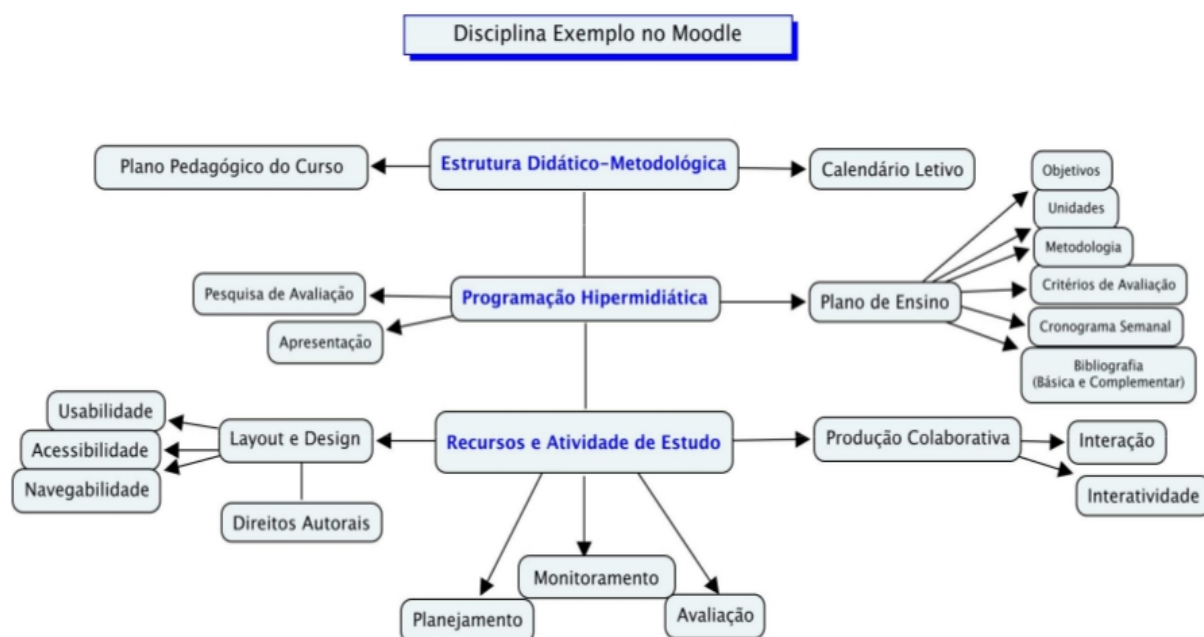 Disciplina Exemplo no Moodle
Plano Pedagógico do Curso
Estrutura Didático-Metodológica
Calendário Letivo
Objetivos
Unidades
Metodologia
Critérios de Avaliação
Cronograma Semanal
Bibliografia
(Básica e Complementar)
Pesquisa de Avaliação
Apresentação
Programação Hipermidiática
Plano de Ensino
Usabilidade
Acessibilidade
Navegabilidade
Layout e Design
Direitos Autorais
Recursos e Atividade de Estudo
Produção Colaborativa
Interação
Interatividade
Planejamento
Monitoramento
Avaliação